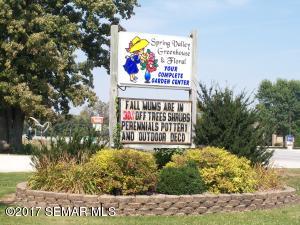 Spring Valley
Greenhouse
& Floral
YOUR
COMPLETE
GARDEN CENTER
FALL MUMS ARE IN
30% OFF TREES SHRUBS
PERENNIALS POTTERY
AND OUTDOOR DECO
©2017 SEMAR MLS